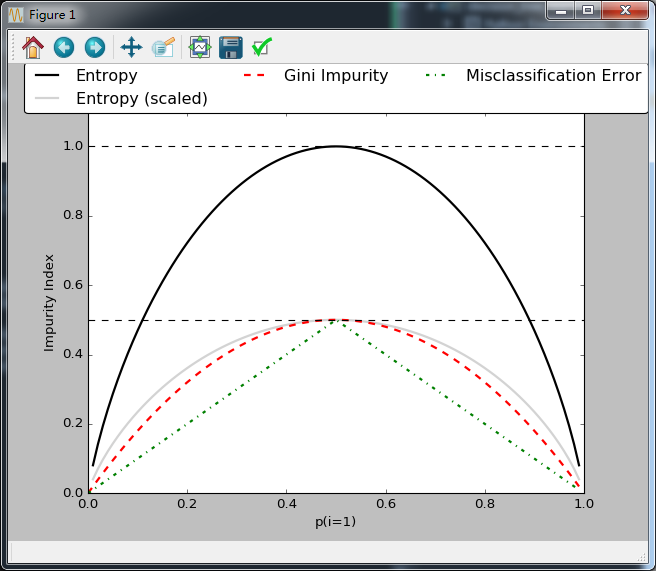 Figure 1
Entropy Gini Impurity Misclassification Error
Entropy (scaled)
1.0
0.8
0.6
0.4
0.2
0.0
Impurity Index
0.0 0.2 0.4 0.6 0.8 1.0
p(i=1)